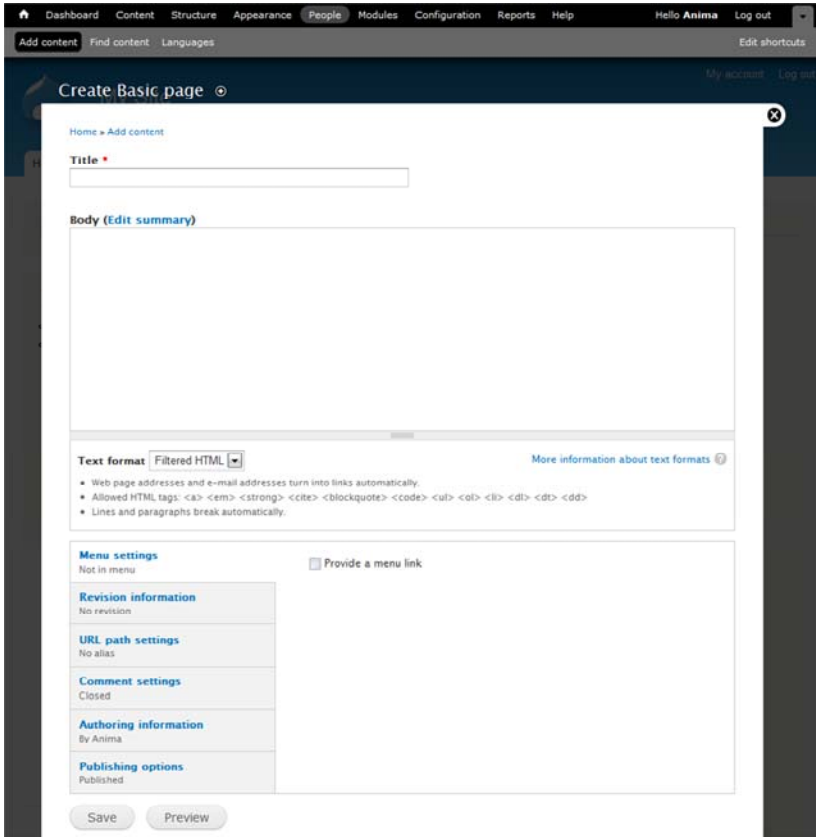 Dashboard Content Structure Appearance People Modules Configuration Reports Help Hello Anima Log out
Add content Find content Languages Edit shortcuts
My account Log out
My Site
Create Basic page
Home » Add content
H
Title *
Body (Edit summary)
Text format Filtered HTML More information about text formats ?
Web page addresses and e-mail addresses turn into links automatically.
Allowed HTML tags: <a> <em> <strong> <cite> <blockquote> <code> <ul> <ol> <li> <dl> <dt> <dd>
Lines and paragraphs break automatically.
Menu settings
Not in menu
Provide a menu link
Revision information
No revision
URL path settings
No alias
Comment settings
Closed
Authoring information
By Anima
Publishing options
Published
Save Preview